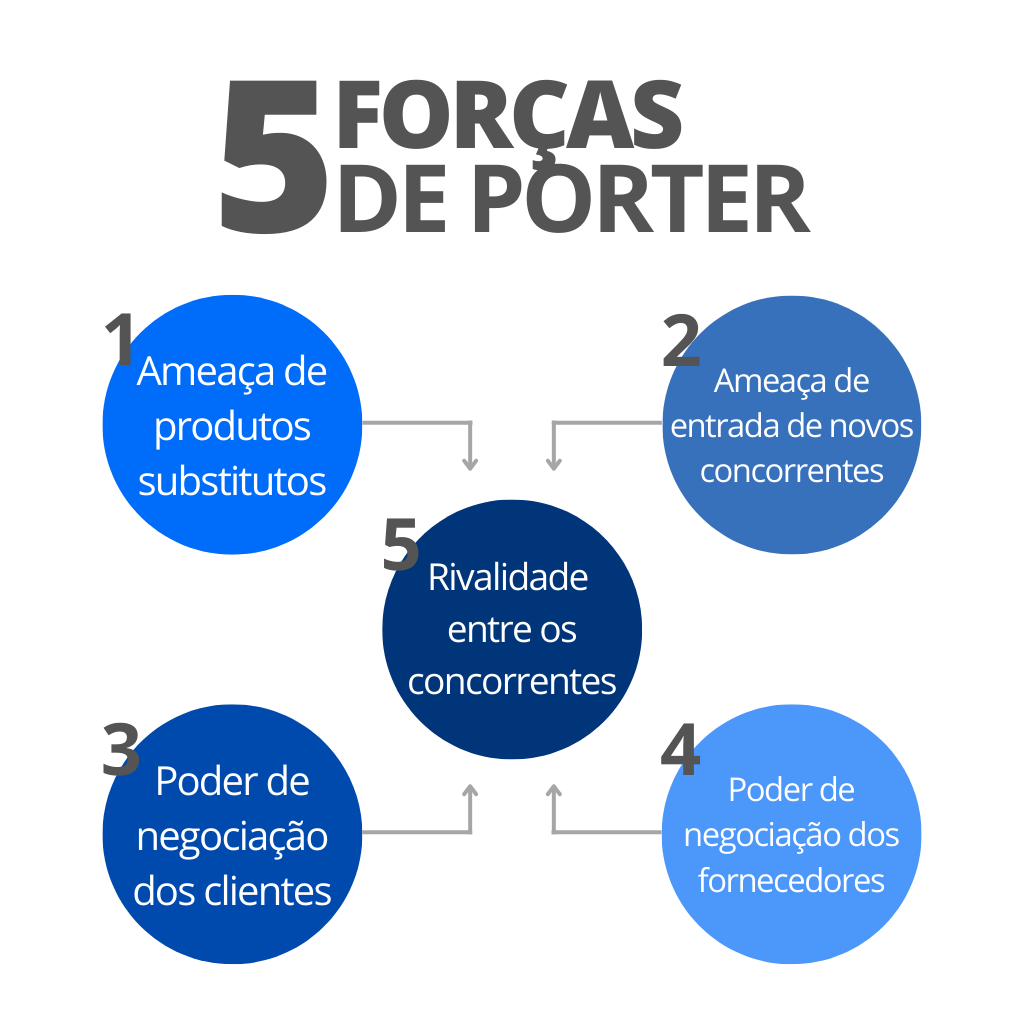 5 FORÇAS
DE PORTER
1
Ameaça de
produtos
substitutos
2
Ameaça de
entrada de novos
concorrentes
5
Rivalidade
entre os
concorrentes
3
Poder de
negociação
dos clientes
4
Poder de
negociação dos
fornecedores